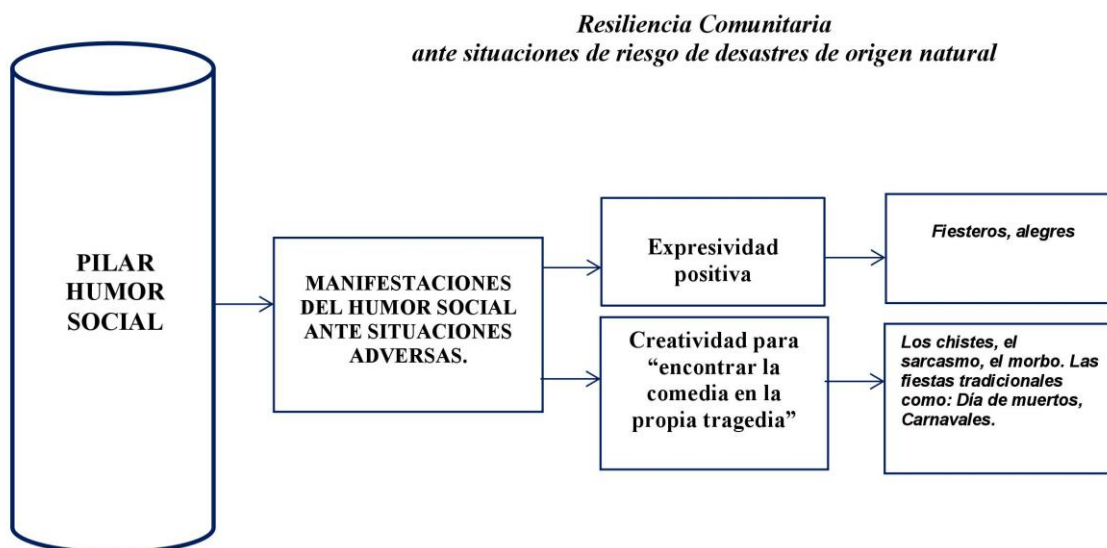 Resiliencia Comunitaria
ante situaciones de riesgo de desastres de origen natural
PILAR
HUMOR
SOCIAL
MANIFESTACIONES
DEL HUMOR SOCIAL
ANTE SITUACIONES
ADVERSAS.
Expresividad
positiva
Fiesteros, alegres
Creatividad para
“encontrar la
comedia en la
propia tragedia”
Los chistes, el
sarcasmo, el morbo. Las
fiestas tradicionales
como: Día de muertos,
Carnavales.